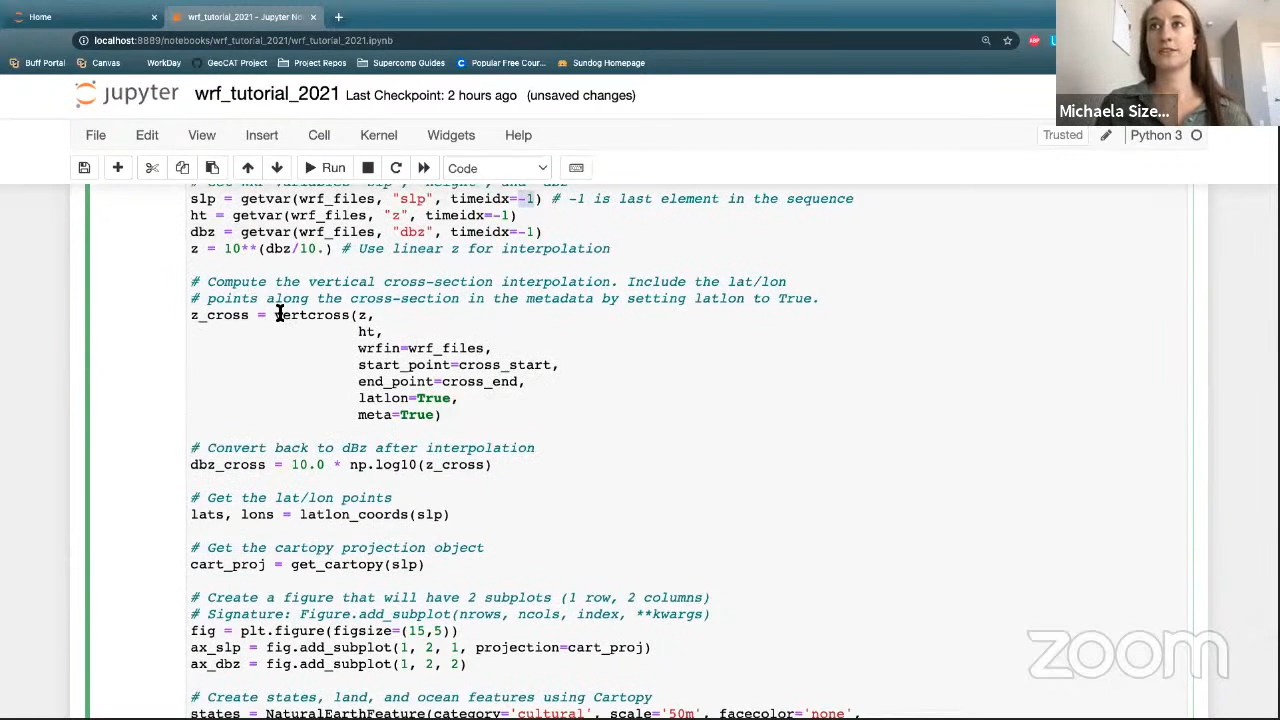 Home
wrf_tutorial_2021 - Jupyter No
localhost:8889/notebooks/wrf_tutorial_2021/wrf_tutorial_2021.ipynb
ABP
Buff Portal
Canvas
WorkDay
GeoCAT Project
Project Repos
Supercomp Guides
Popular Free Cour...
Sundog Homepage
Michaela Size...
jupyter wrf_tutorial_2021 Last Checkpoint: 2 hours ago (unsaved changes)
File Edit View Insert Cell Kernel Widgets Help
Trusted Python 3
Run Code
slp = getvar(wrf_files, "slp", timeidx=-1) # -1 is last element in the sequence
ht = getvar(wrf_files, "z", timeidx=-1)
dbz = getvar(wrf_files, "dbz", timeidx=-1)
z = 10**(dbz/10.) # Use linear z for interpolation
# Compute the vertical cross-section interpolation. Include the lat/lon
# points along the cross-section in the metadata by setting latlon to True.
z_cross = vertcross(z,
ht,
wrfin=wrf_files,
start_point=cross_start,
end_point=cross_end,
latlon=True,
meta=True)
# Convert back to dBz after interpolation
dbz_cross = 10.0 * np.log10(z_cross)
# Get the lat/lon points
lats, lons = latlon_coords(slp)
# Get the cartopy projection object
cart_proj = get_cartopy(slp)
# Create a figure that will have 2 subplots (1 row, 2 columns)
# Signature: Figure.add_subplot(nrows, ncols, index, **kwargs)
fig = plt.figure(figsize=(15,5))
ax_slp = fig.add_subplot(1, 2, 1, projection=cart_proj)
ax_dbz = fig.add_subplot(1, 2, 2)
# Create states, land, and ocean features using Cartopy
states = NaturalEarthFeature(category='cultural', scale='50m', facecolor='none',
zoom